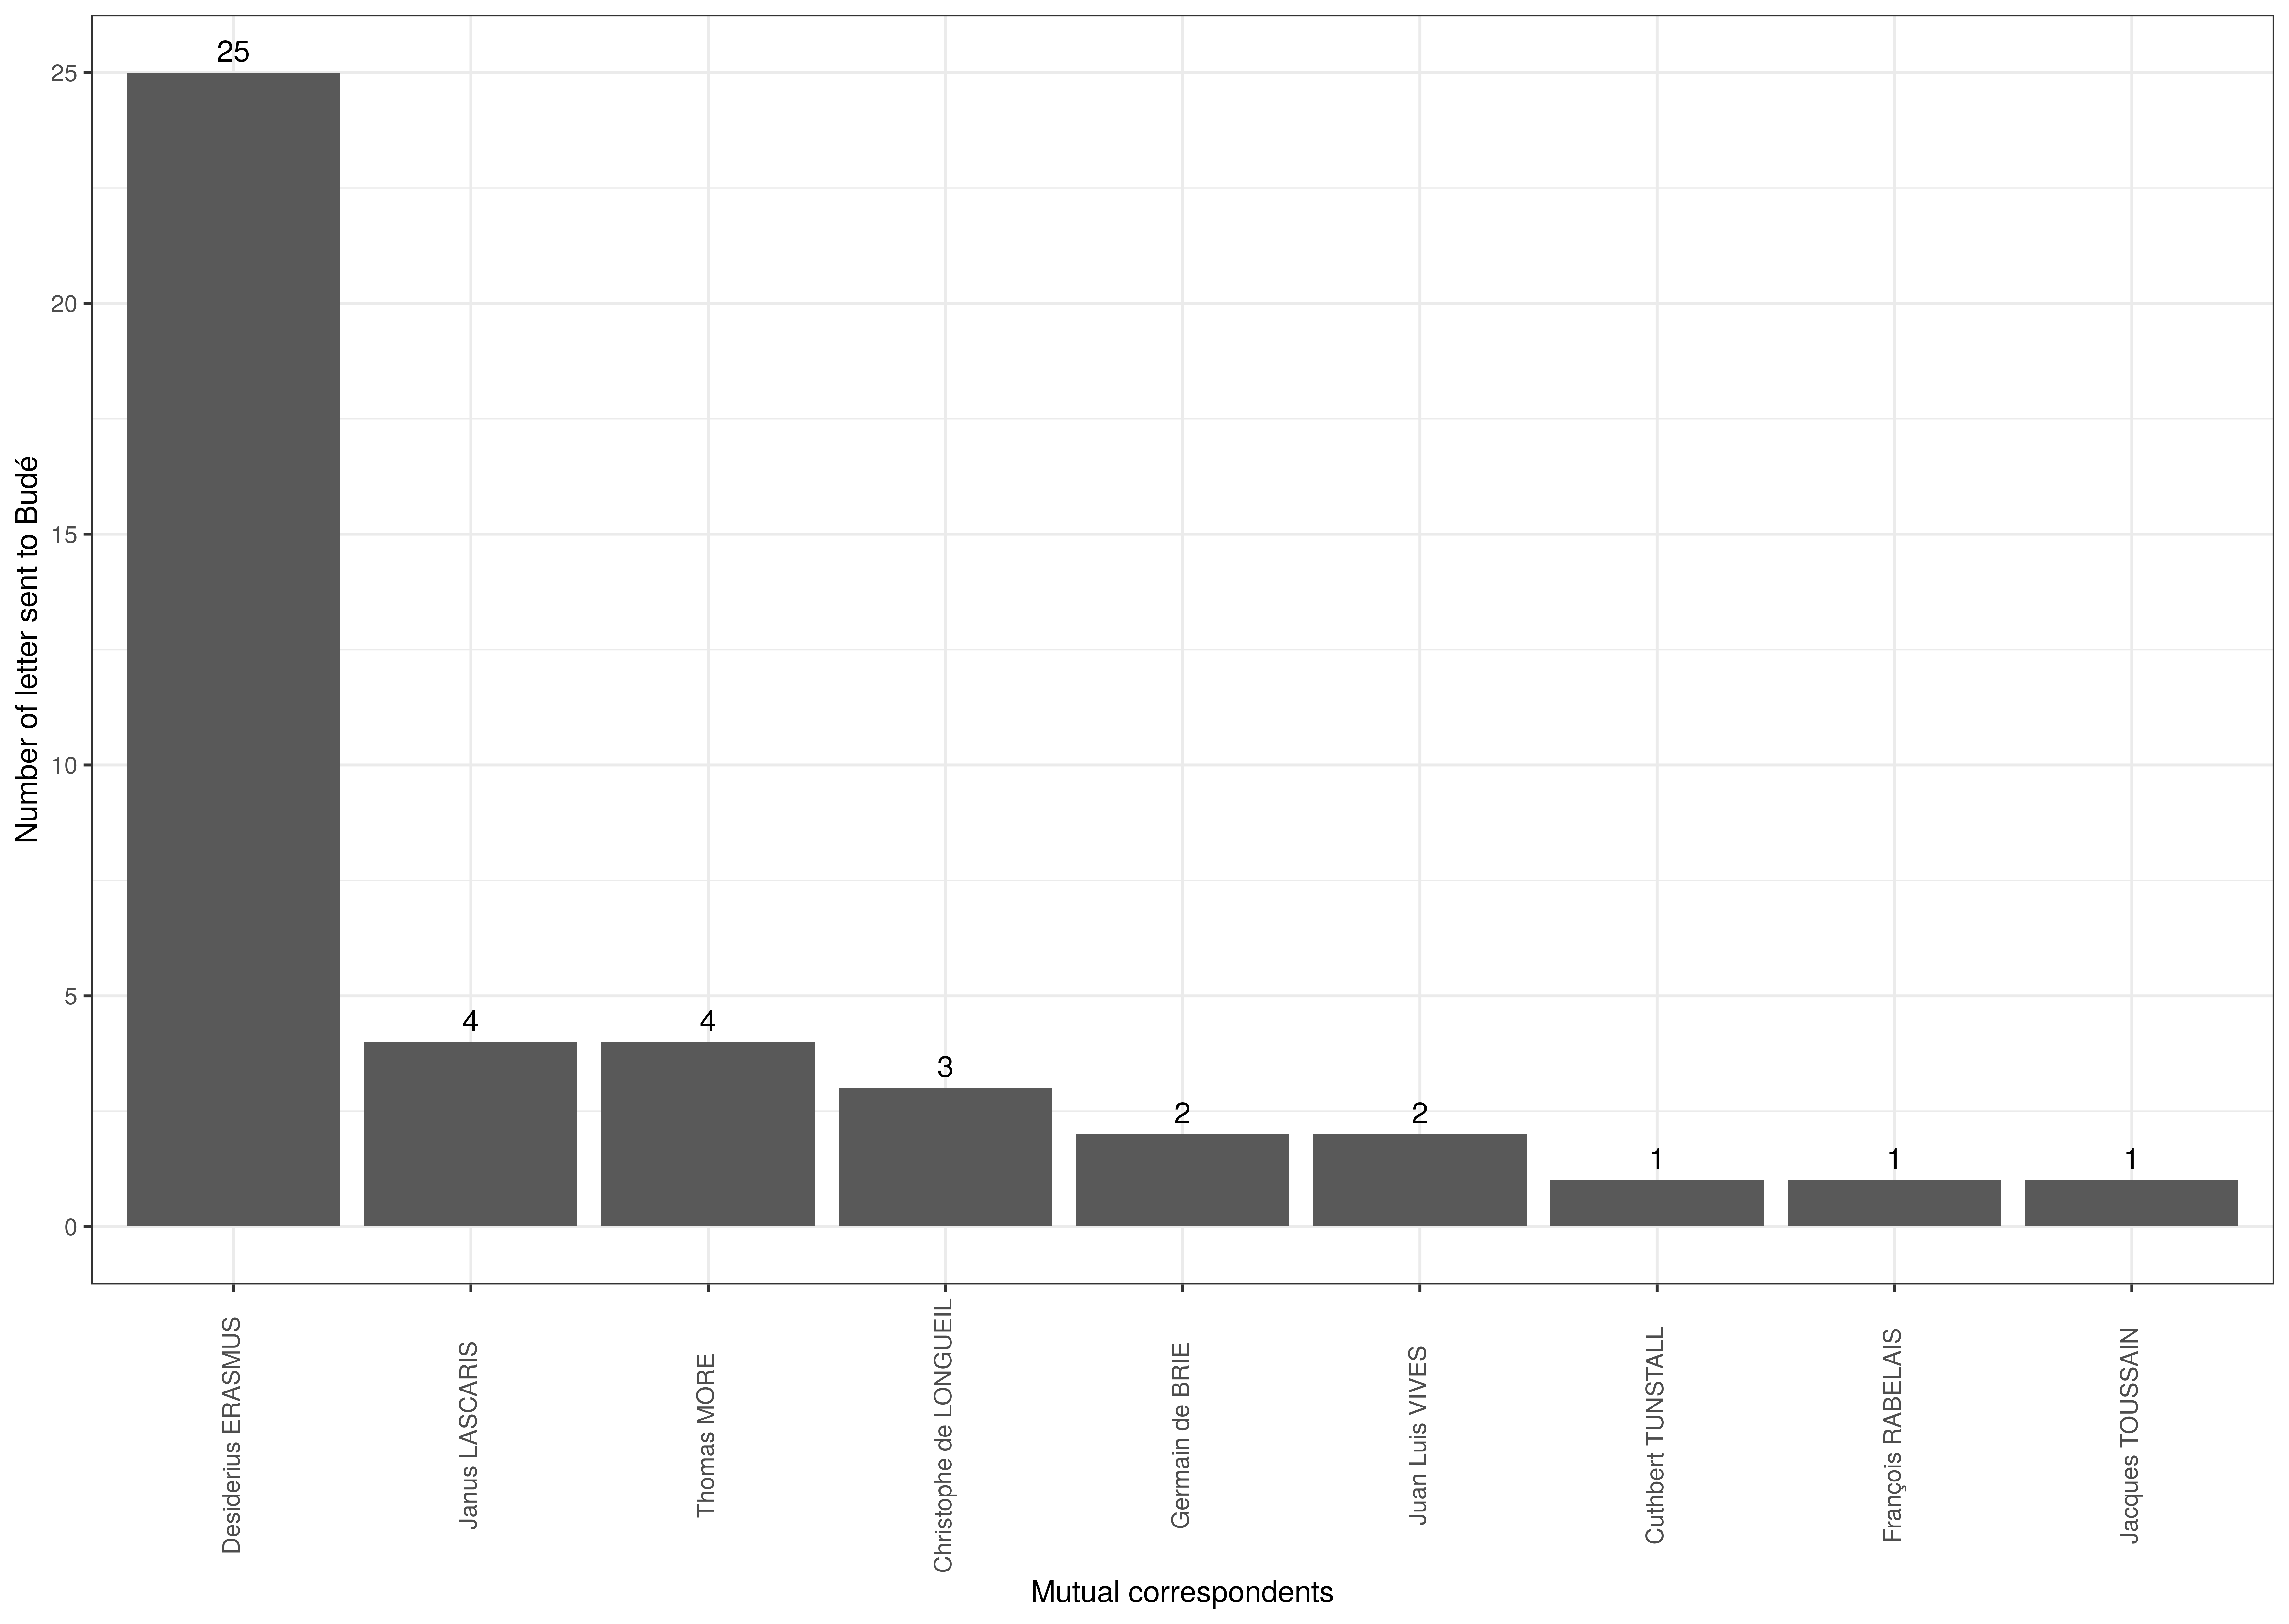 Number of letter sent to Budé
25
20
15
10
5
0
25
4
4
3
2
2
1
1
1
Desiderius ERASMUS
Janus LASCARIS
Thomas MORE
Christophe de LONGUEIL
Germain de BRIE
Juan Luis VIVES
Cuthbert TUNSTALL
François RABELAIS
Jacques TOUSSAIN
Mutual correspondents